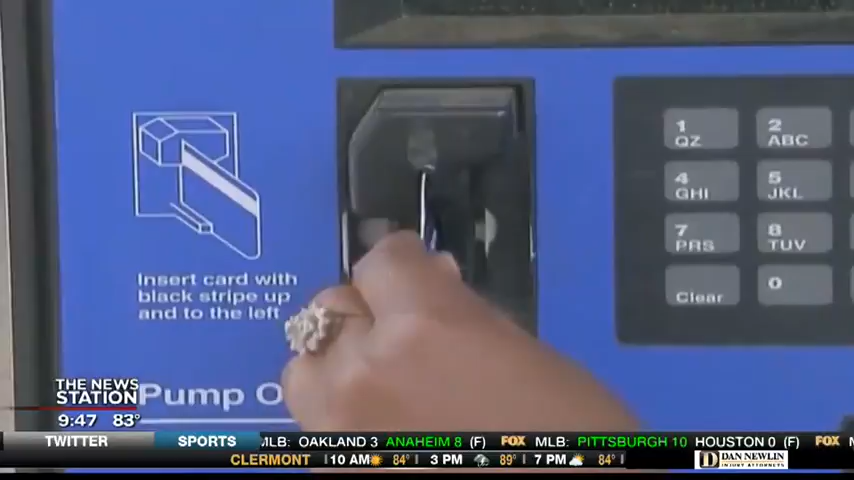 1
QZ
2
ABC
4
GHI
5
JKL
7
PRS
8
TUV
Clear
0
Insert card with
black stripe up
and to the left
Pump O
THE NEWS
STATION
9:47 83°
TWITTER SPORTS MLB: OAKLAND 3 ANAHEIM 8 (F) FOX MLB: PITTSBURGH 10 HOUSTON 0 (F) FOX
CLERMONT 10 AM 84° 3 PM 89° 7 PM 84° DAN NEWLIN
INJURY ATTORNEYS